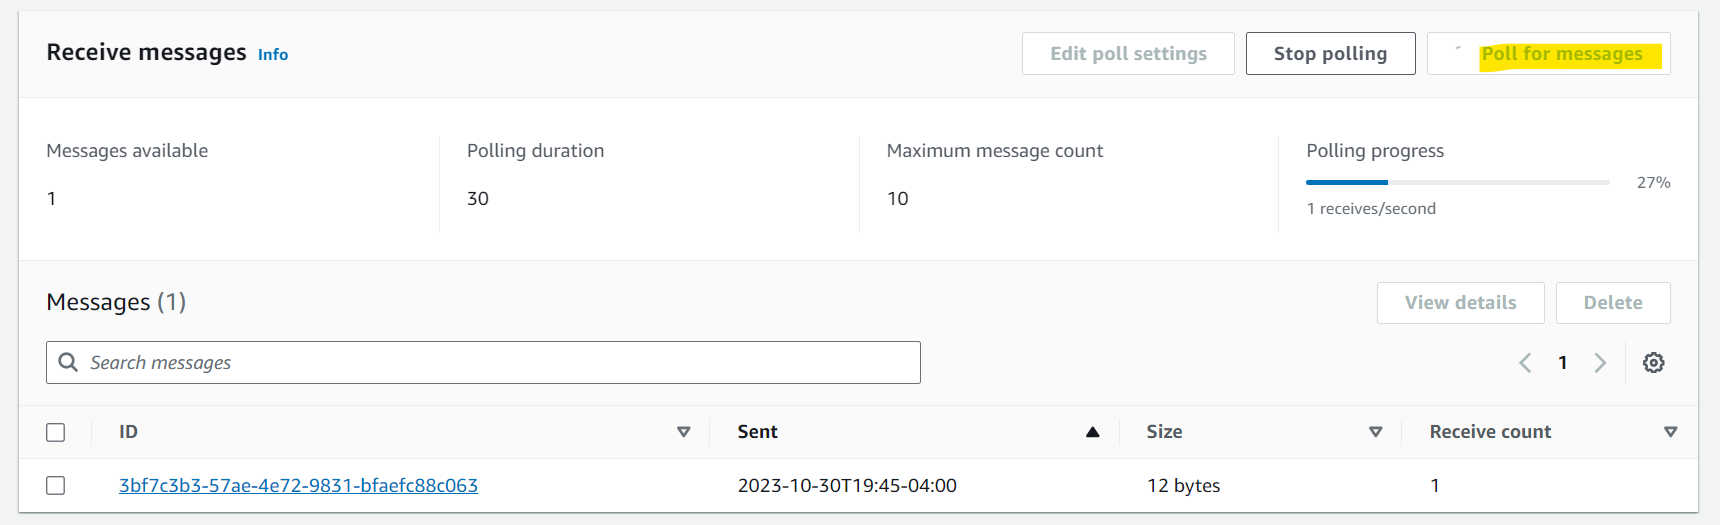 Receive messages Info Edit poll settings Stop polling Poll for messages
Messages available Polling duration Maximum message count Polling progress
1 30 10 27%
1 receives/second
Messages (1) View details Delete
Search messages 1
ID Sent Size Receive count
3bf7c3b3-57ae-4e72-9831-bfaefc88c063 2023-10-30T19:45-04:00 12 bytes 1